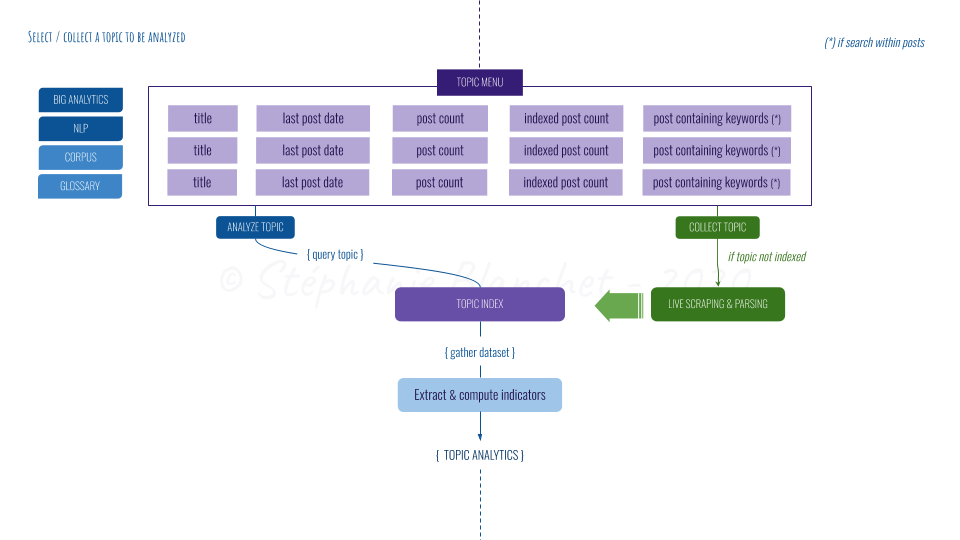 Select / collect a topic to be analyzed
(*) if search within posts
TOPIC MENU
BIG ANALYTICS
NLP
CORPUS
GLOSSARY
title last post date post count indexed post count post containing keywords (*)
title last post date post count indexed post count post containing keywords (*)
title last post date post count indexed post count post containing keywords (*)
ANALYZE TOPIC
COLLECT TOPIC
{ query topic }
if topic not indexed
© Stéphanie Blanchet - 2020
TOPIC INDEX
LIVE SCRAPING & PARSING
{ gather dataset }
Extract & compute indicators
{ TOPIC ANALYTICS }